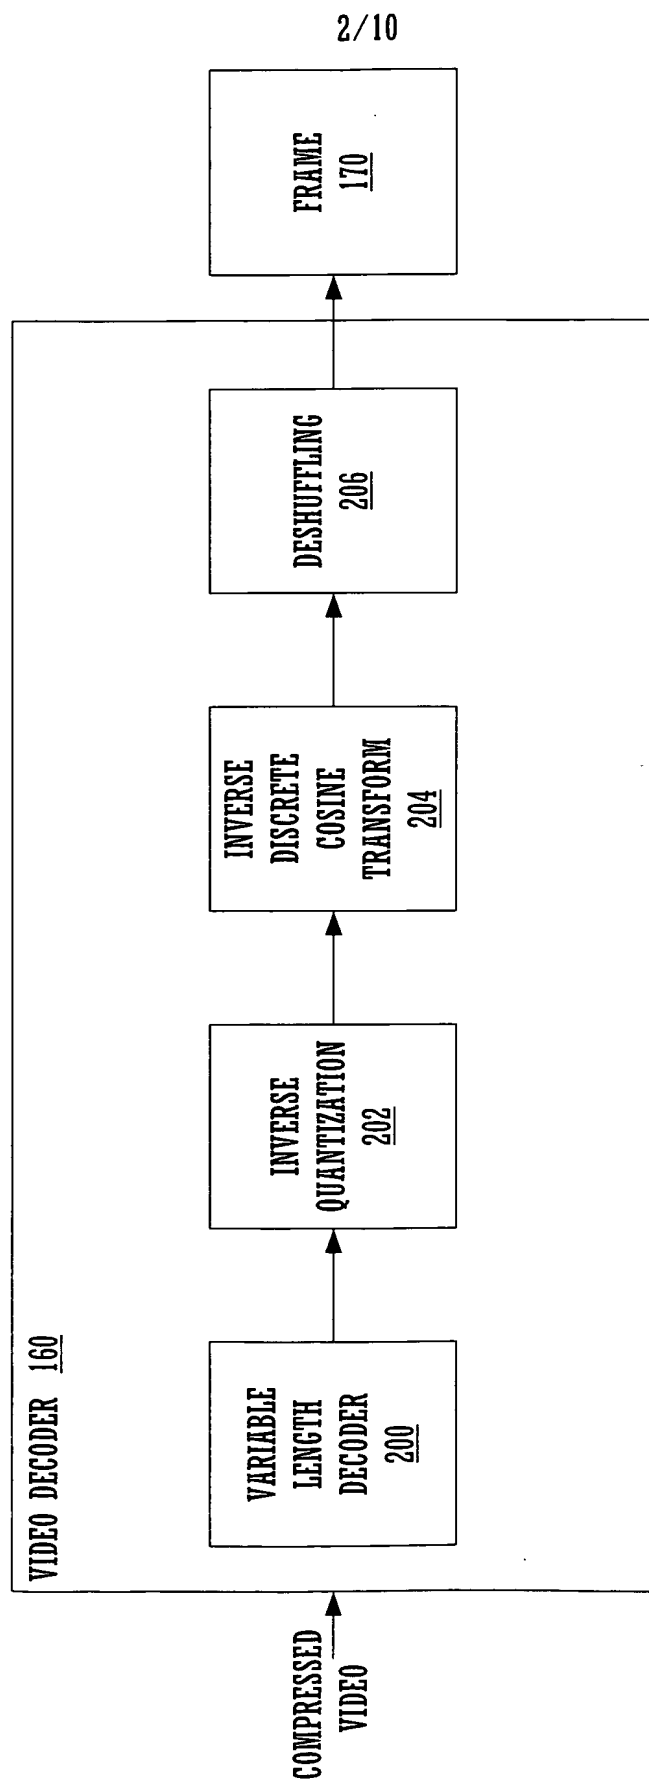 2/10
VIDEO DECODER 160
COMPRESSED
VIDEO
VARIABLE
LENGTH
DECODER
200
INVERSE
QUANTIZATION
202
INVERSE
DISCRETE
COSINE
TRANSFORM
204
DESHUFFLING
206
FRAME
170